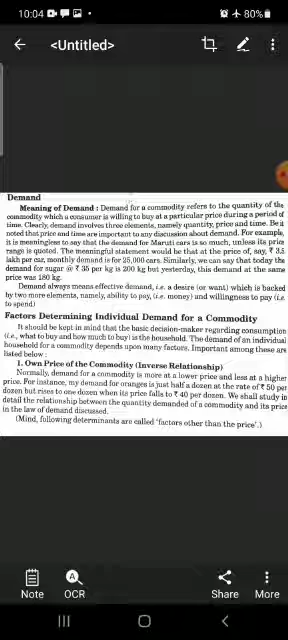 10:04
80%
<Untitled>
Demand
Meaning of Demand : Demand for a commodity refers to the quantity of the
commodity which a consumer is willing to buy at a particular price during a period of
time. Clearly, demand involves three elements, namely quantity, price and time. Be it
noted that price and time are important to any discussion about demand. For example,
it is meaningless to say that the demand for Maruti cars is so much, unless its price
range is quoted. The meaningful statement would be that at the price of, say, ₹ 3.5
lakh per car, monthly demand is for 25,000 cars. Similarly, we can say that today the
demand for sugar @ ₹ 35 per kg is 200 kg but yesterday, this demand at the same
price was 180 kg.
Demand always means effective demand, i.e. a desire (or want) which is backed
by two more elements, namely, ability to pay, (i.e. money) and willingness to pay (i.e.
to spend)
Factors Determining Individual Demand for a Commodity
It should be kept in mind that the basic decision-maker regarding consumption
(i.e., what to buy and how much to buy) is the household. The demand of an individual
household for a commodity depends upon many factors. Important among these are
listed below :
1. Own Price of the Commodity (Inverse Relationship)
Normally, demand for a commodity is more at a lower price and less at a higher
price. For instance, my demand for oranges is just half a dozen at the rate of ₹ 50 per
dozen but rises to one dozen when its price falls to ₹ 40 per dozen. We shall study in
detail the relationship between the quantity demanded of a commodity and its price
in the law of demand discussed.
(Mind, following determinants are called 'factors other than the price'.)
Note
OCR
Share
More